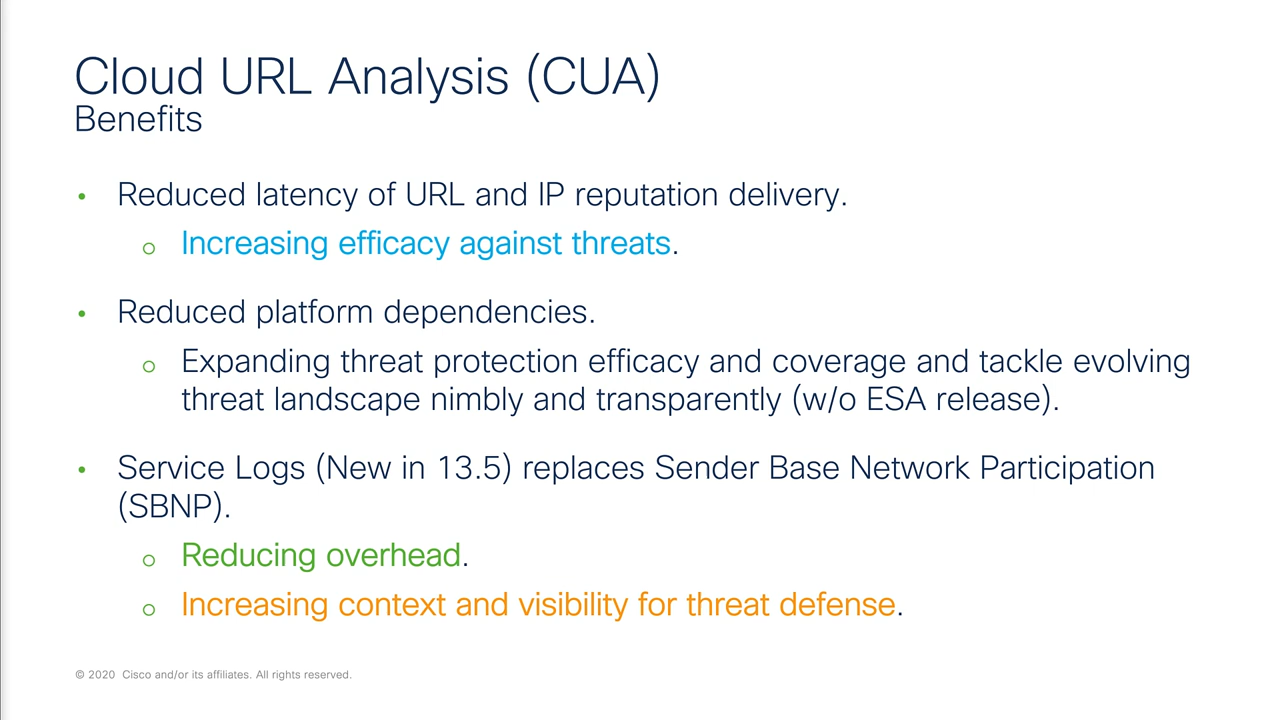 Cloud URL Analysis (CUA)
Benefits
• Reduced latency of URL and IP reputation delivery.
o Increasing efficacy against threats.
• Reduced platform dependencies.
o Expanding threat protection efficacy and coverage and tackle evolving
threat landscape nimbly and transparently (w/o ESA release).
• Service Logs (New in 13.5) replaces Sender Base Network Participation
(SBNP).
o Reducing overhead.
o Increasing context and visibility for threat defense.
© 2020 Cisco and/or its affiliates. All rights reserved.